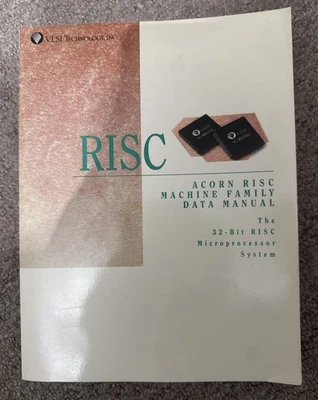 VLSI TECHNOLOGY, INC
RISC
ACORN RISC
MACHINE FAMILY
DATA MANUAL
The
32-Bit RISC
Microprocessor
System